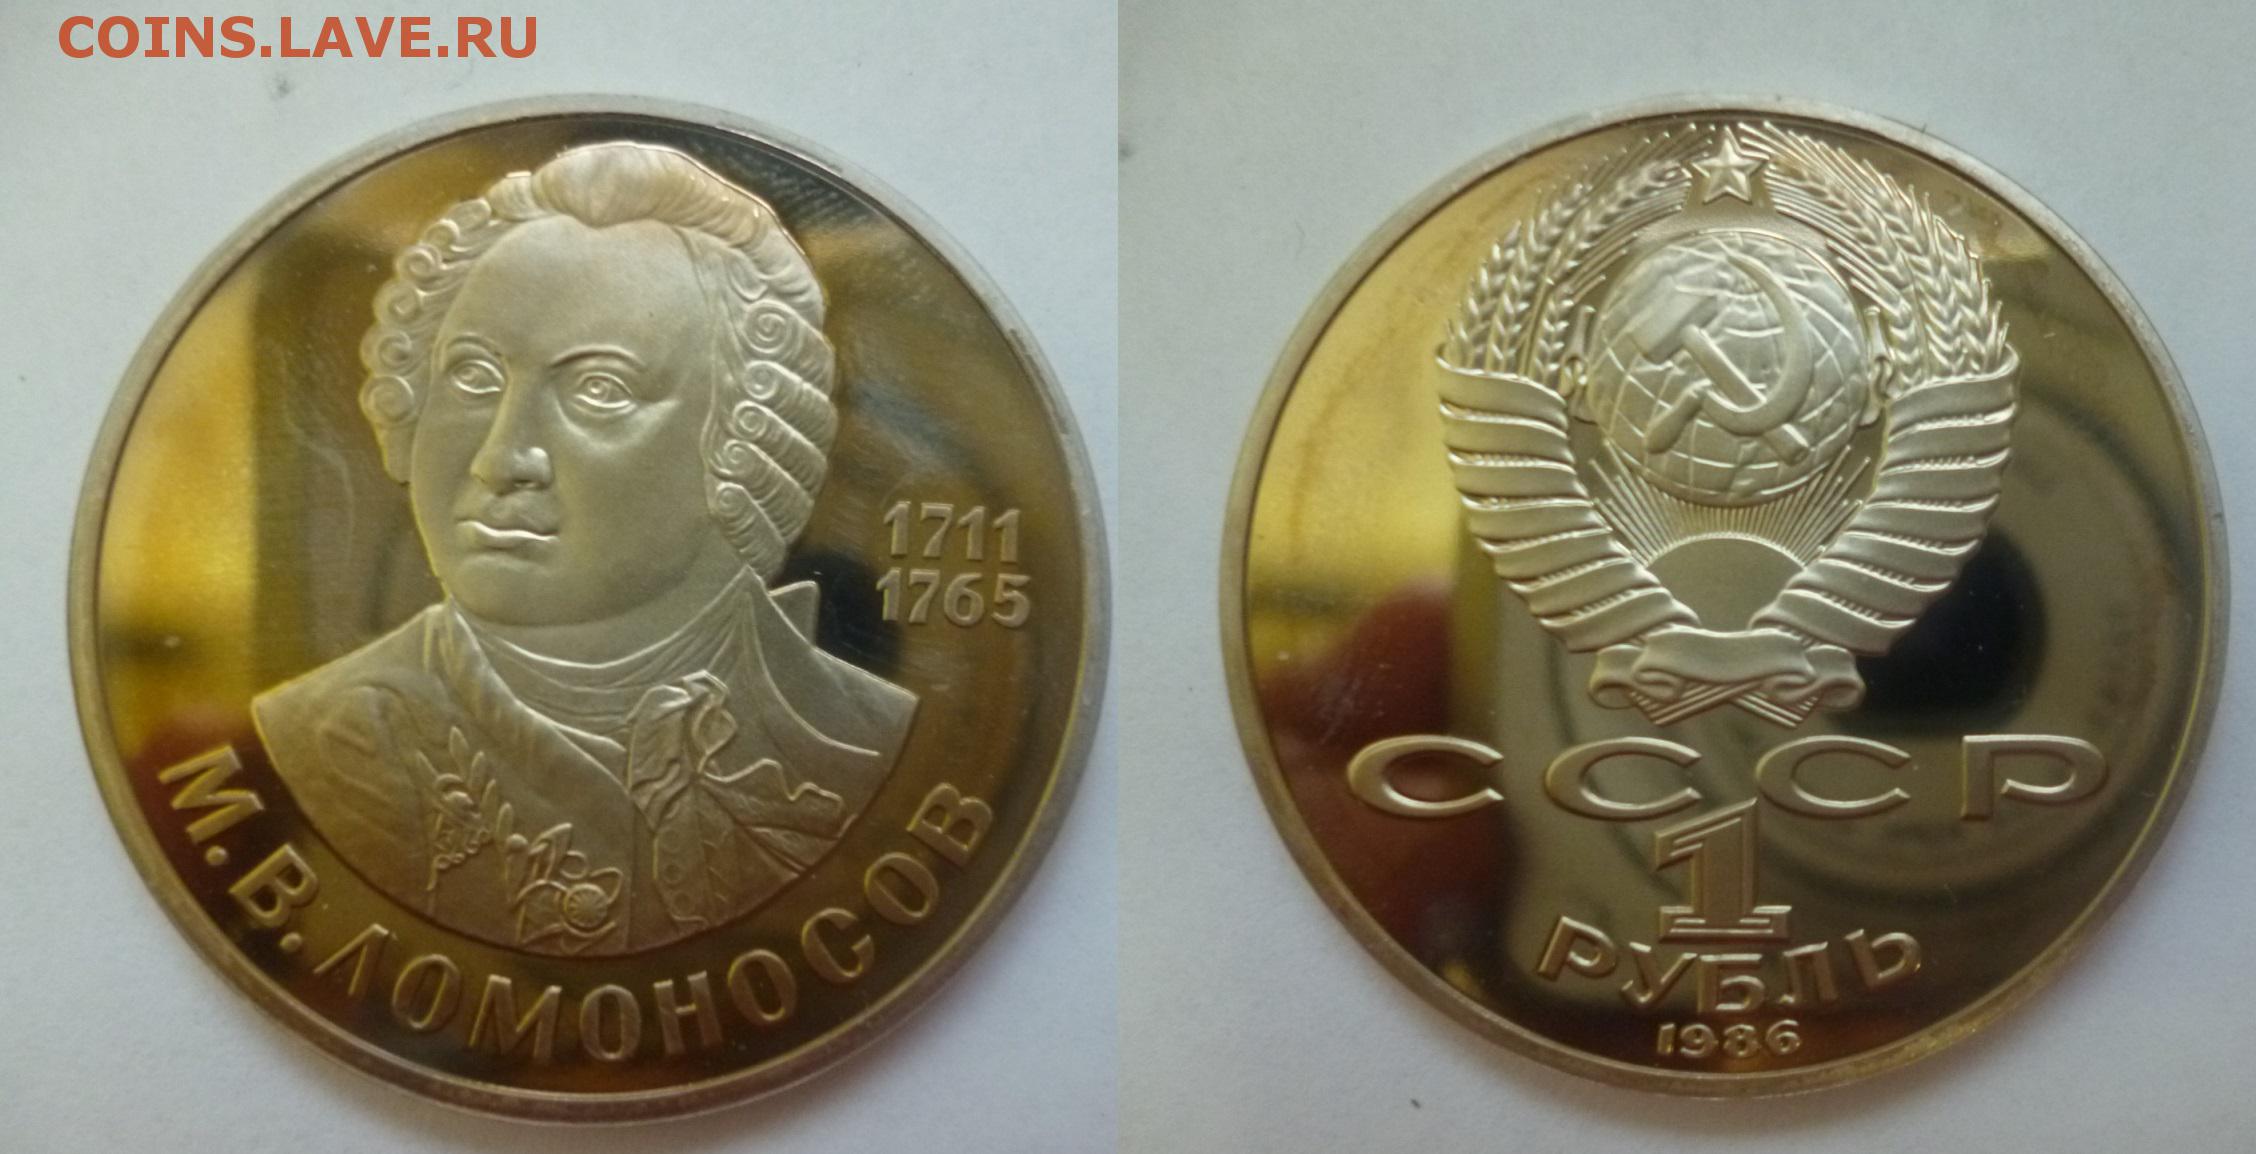 COINS.LAVE.RU
1711
1765
М. В. ЛОМОНОСОВ
СССР
1
РУБЛЬ
1986